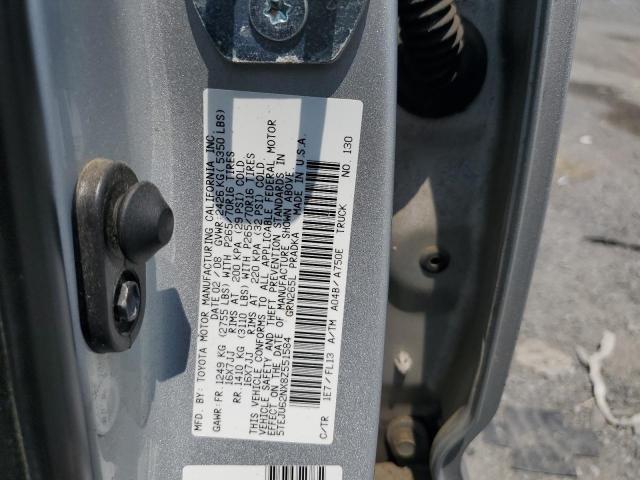 MFD. BY: TOYOTA MOTOR MANUFACTURING CALIFORNIA INC.
DATE 02 / 08 GVWR 2426 KG( 5350 LBS)
GAWR:FR 1249 KG (2755 LBS) WITH P265/70R16 TIRES
16X7JJ RIMS AT 200 KPA (29 PSI) COLD
RR 1410 KG (3110 LBS) WITH P265/70R16 TIRES
16X7JJ RIMS AT 220 KPA (32 PSI) COLD
THIS VEHICLE CONFORMS TO ALL APPLICABLE FEDERAL MOTOR
VEHICLE SAFETY AND THEFT PREVENTION STANDARDS IN
EFFECT ON THE DATE OF MANUFACTURE SHOWN ABOVE.
5TEJU62NX8Z551584 GRN265L PRADKA MADE IN U.S.A.
C/TR 1E7/FL13 A/TM A04B/A750E TRUCK
NO. 130